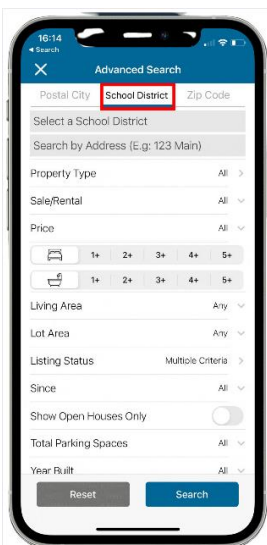 16:14
Search
Advanced Search
Postal City School District Zip Code
Select a School District
Search by Address (E.g: 123 Main)
Property Type All
Sale/Rental All
Price All
1+ 2+ 3+ 4+ 5+
1+ 2+ 3+ 4+ 5+
Living Area Any
Lot Area Any
Listing Status Multiple Criteria
Since All
Show Open Houses Only
Total Parking Spaces All
Year Built All
Reset Search